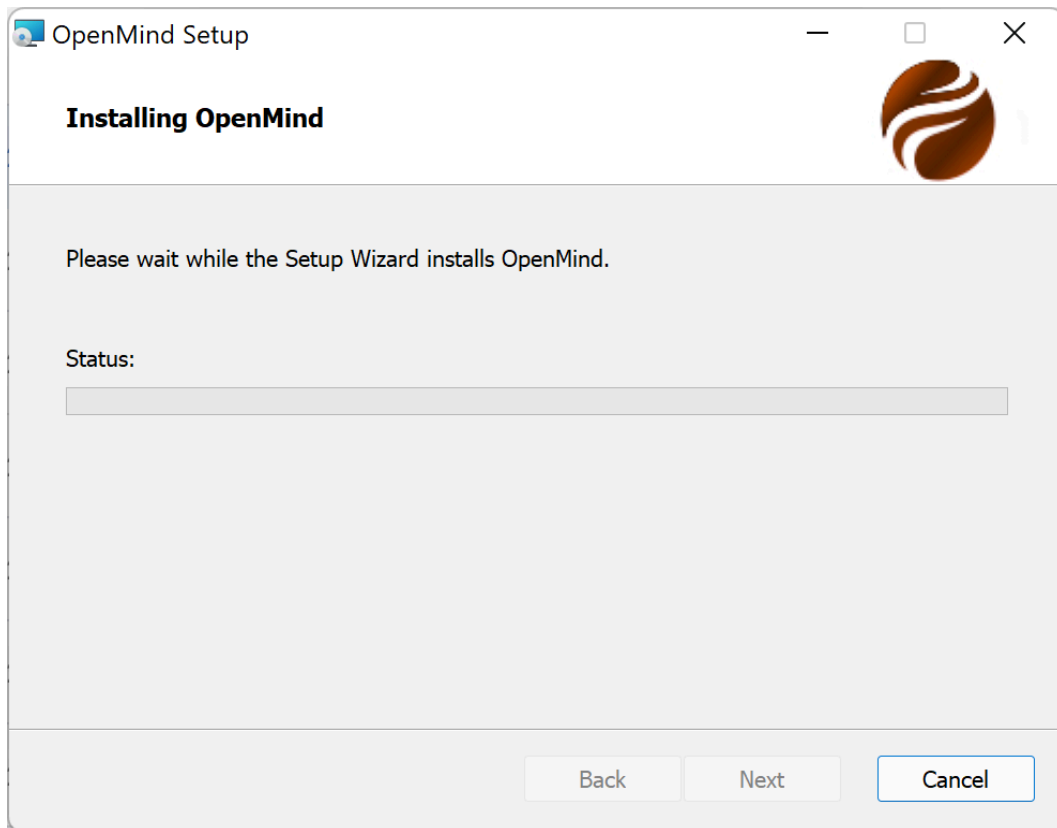 OpenMind Setup
Installing OpenMind
Please wait while the Setup Wizard installs OpenMind.
Status:
Back
Next
Cancel